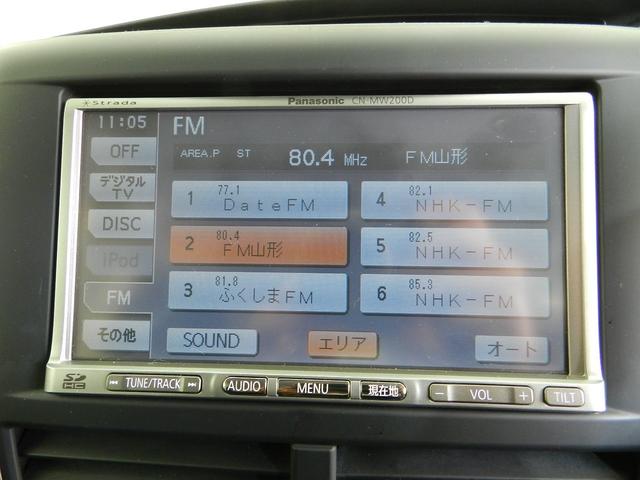 Strada
Panasonic CN-MW200D
11:05
FM
OFF
AREA.P ST 80.4 MHz FM山形
デジタル
TV
1 77.1 DateFM
4 82.1 NHK-FM
DISC
2 80.4 FM山形
5 82.5 NHK-FM
iPod
3 81.8 ふくしまFM
6 85.3 NHK-FM
FM
その他
SOUND
エリア
オート
SD HC
TUNE/TRACK
AUDIO
MENU
現在地
− VOL +
TILT